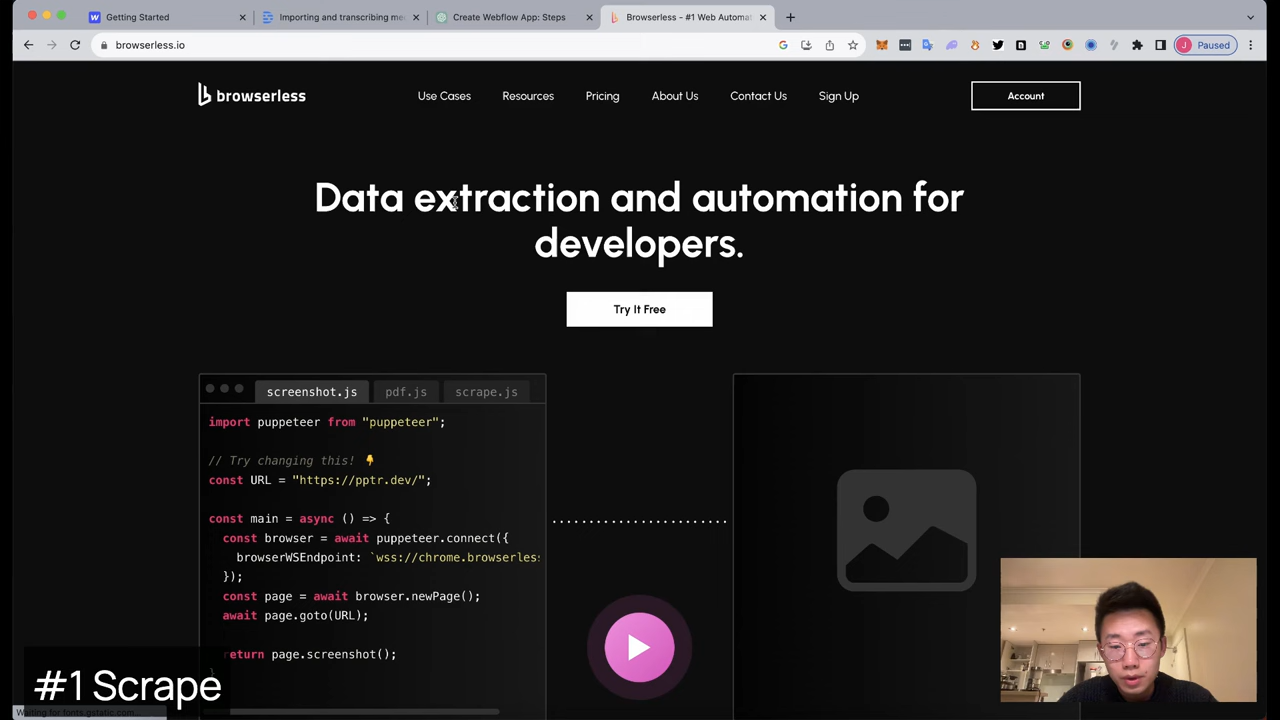 Getting Started
Importing and transcribing me
Create Webflow App: Steps
Browserless - #1 Web Automat
browserless.io
J
Paused
browserless
Use Cases
Resources
Pricing
About Us
Contact Us
Sign Up
Account
Data extraction and automation for
developers.
Try It Free
screenshot.js
pdf.js
scrape.js
import puppeteer from "puppeteer";
// Try changing this! 👇
const URL = "https://pptr.dev/";
const main = async () => {
const browser = await puppeteer.connect({
browserWSEndpoint: `wss://chrome.browserless
});
const page = await browser.newPage();
await page.goto(URL);
return page.screenshot();
}
#1 Scrape
Waiting for fonts.gstatic.com...